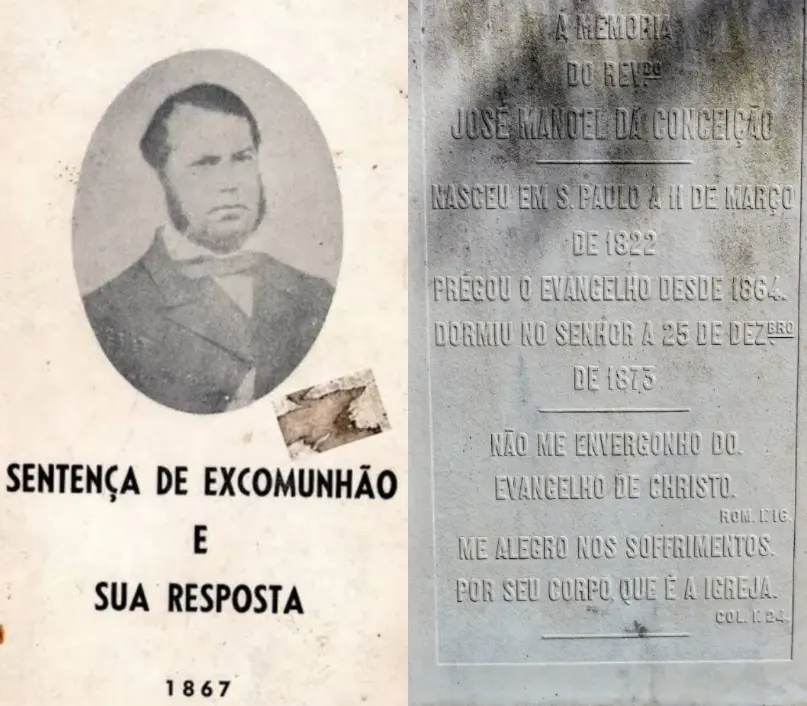 SENTENÇA DE EXCOMUNHÃO
E
SUA RESPOSTA
1867
Á MEMORIA
DO REV.DO
JOSÉ MANOEL DA CONCEIÇÃO
NASCEU EM S. PAULO A 11 DE MARÇO
DE 1822
PRÉGOU O EVANGELHO DESDE 1864.
DORMIU NO SENHOR A 25 DE DEZ.BRO
DE 1873
NÃO ME ENVERGONHO DO.
EVANGELHO DE CHRISTO.
ROM. I: 16.
ME ALEGRO NOS SOFFRIMENTOS.
POR SEU CORPO, QUE É A IGREJA.
COL. I: 24.